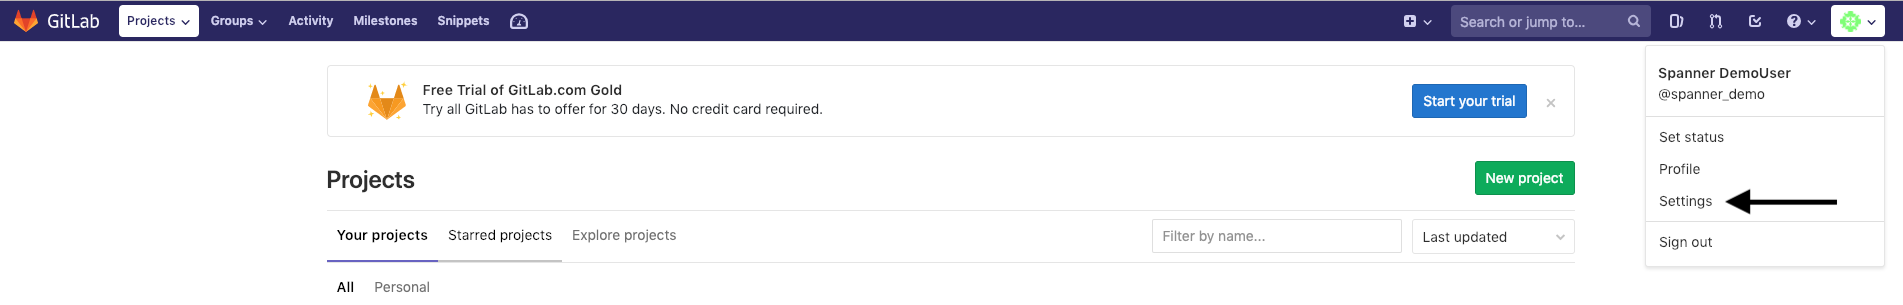 GitLab Projects Groups Activity Milestones Snippets Search or jump to...
Spanner DemoUser
@spanner_demo
Set status
Profile
Settings
Sign out
Free Trial of GitLab.com Gold
Try all GitLab has to offer for 30 days. No credit card required.
Start your trial
Projects
New project
Your projects Starred projects Explore projects Filter by name... Last updated
All Personal